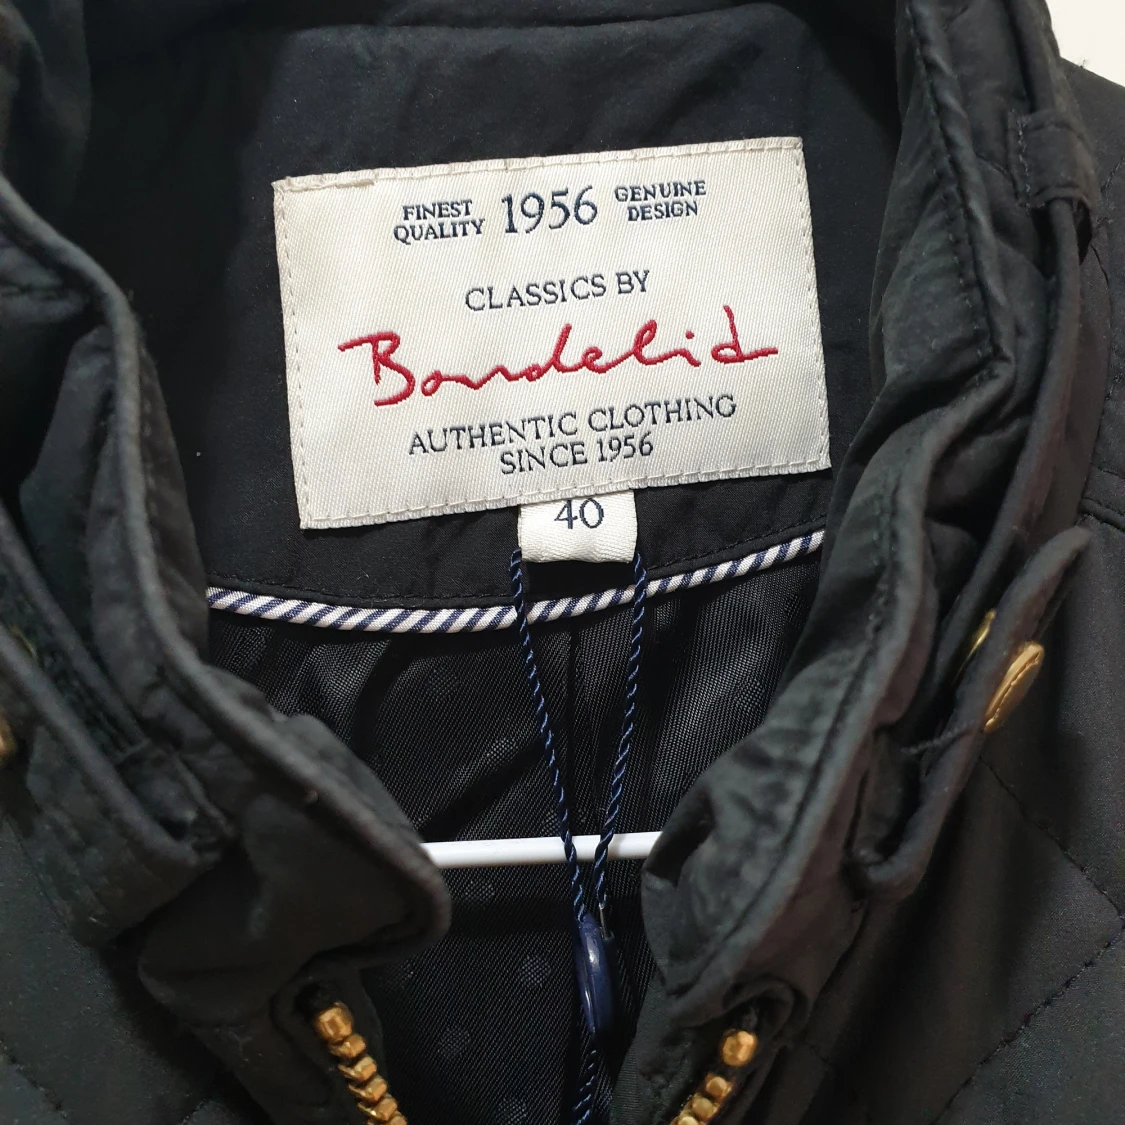 FINEST QUALITY 1956 GENUINE DESIGN
CLASSICS BY
Bondelid
AUTHENTIC CLOTHING
SINCE 1956
40